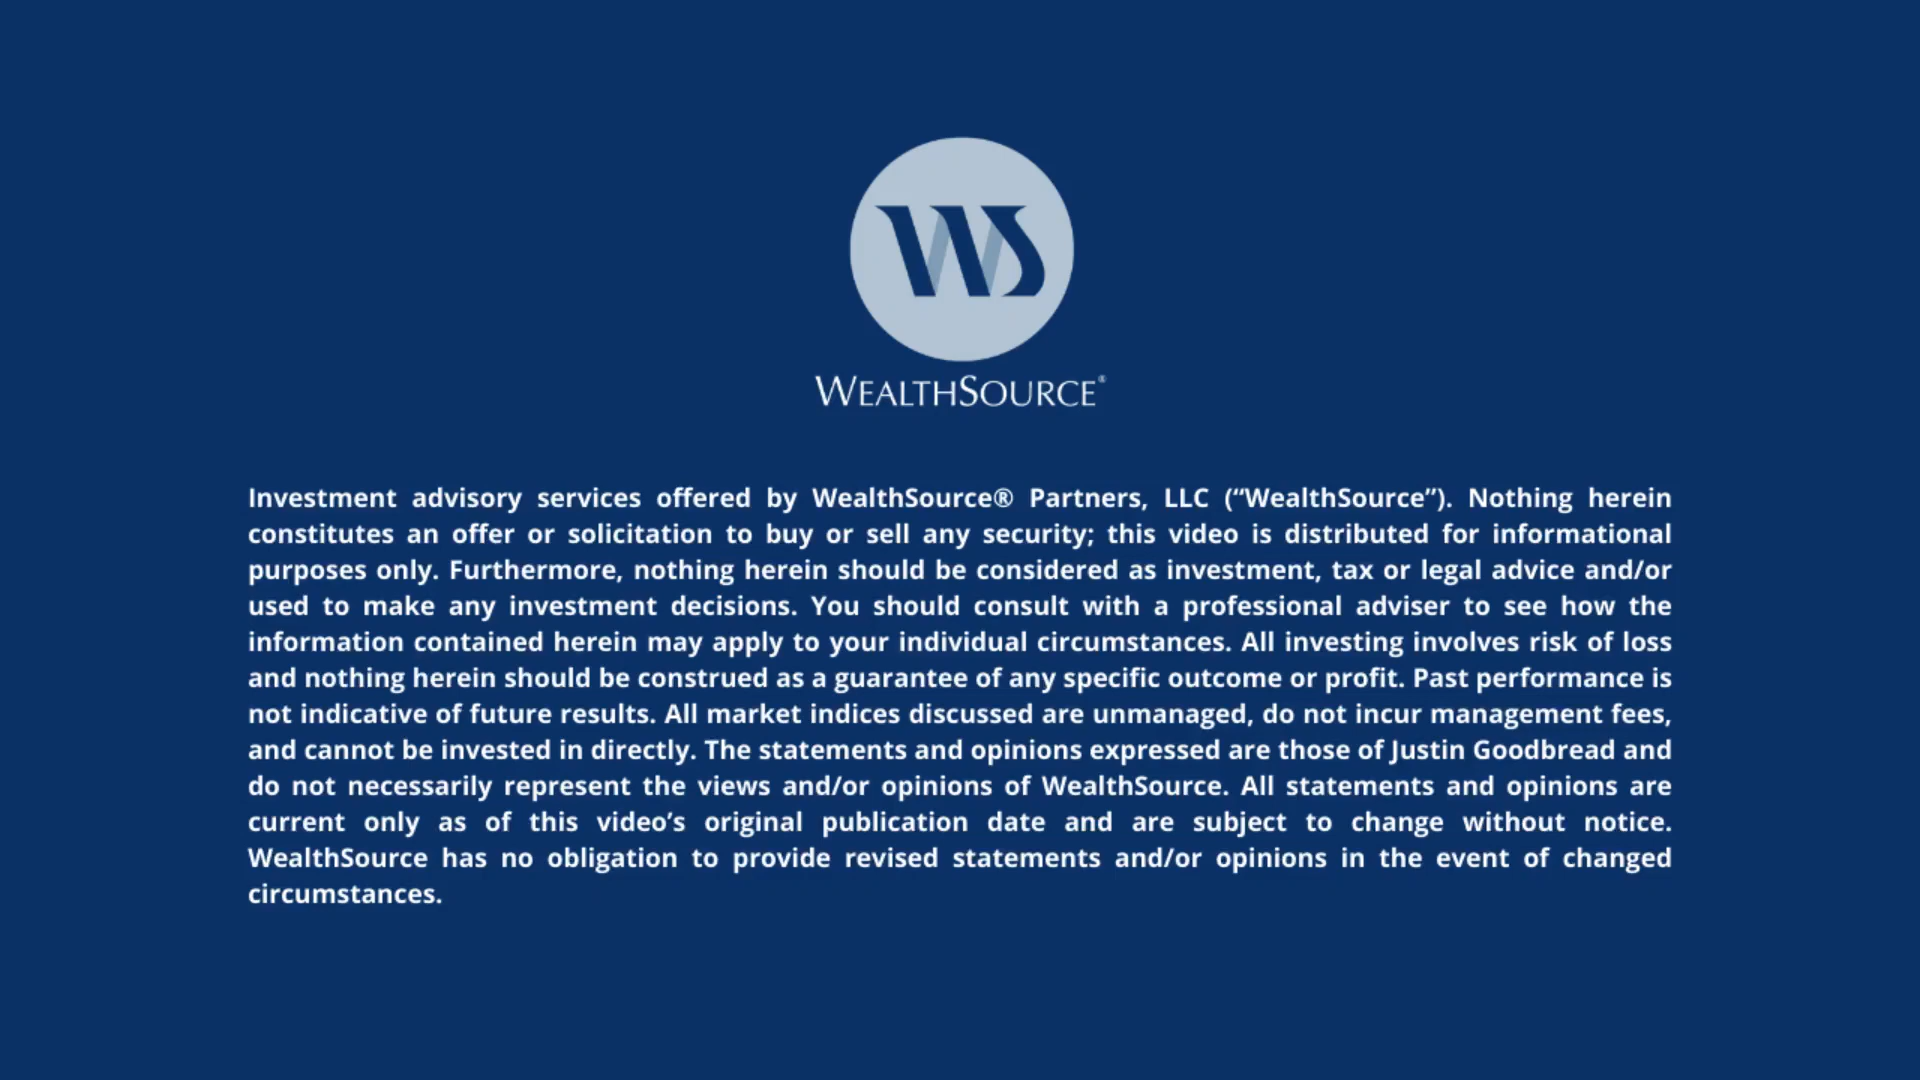 WS
WEALTHSOURCE®
Investment advisory services offered by WealthSource® Partners, LLC (“WealthSource”). Nothing herein
constitutes an offer or solicitation to buy or sell any security; this video is distributed for informational
purposes only. Furthermore, nothing herein should be considered as investment, tax or legal advice and/or
used to make any investment decisions. You should consult with a professional adviser to see how the
information contained herein may apply to your individual circumstances. All investing involves risk of loss
and nothing herein should be construed as a guarantee of any specific outcome or profit. Past performance is
not indicative of future results. All market indices discussed are unmanaged, do not incur management fees,
and cannot be invested in directly. The statements and opinions expressed are those of Justin Goodbread and
do not necessarily represent the views and/or opinions of WealthSource. All statements and opinions are
current only as of this video’s original publication date and are subject to change without notice.
WealthSource has no obligation to provide revised statements and/or opinions in the event of changed
circumstances.